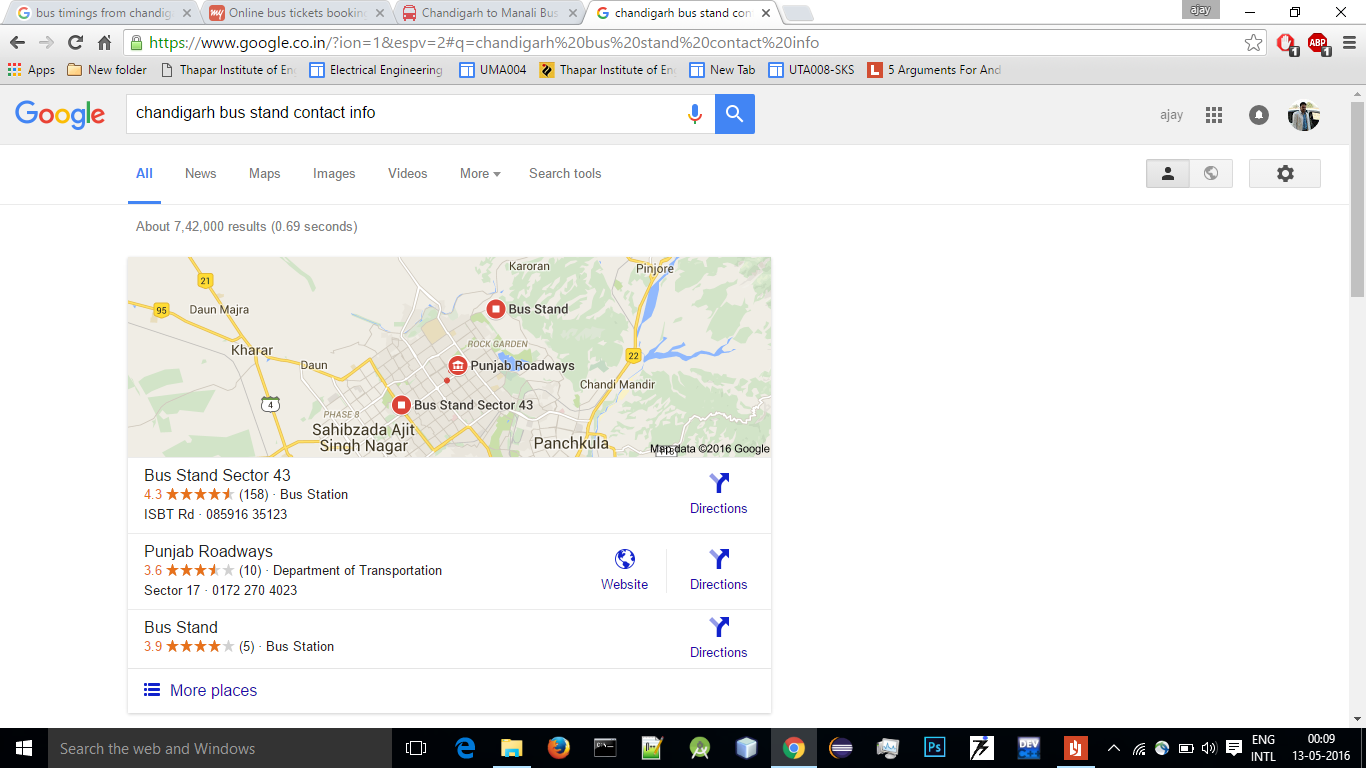 bus timings from chandig
Online bus tickets booking
Chandigarh to Manali Bus
chandigarh bus stand con
ajay
https://www.google.co.in/?ion=1&espv=2#q=chandigarh%20bus%20stand%20contact%20info
1
ABP
1
Apps
New folder
Thapar Institute of En
Electrical Engineering
UMA004
Thapar Institute of En
New Tab
UTA008-SKS
5 Arguments For And
Google
chandigarh bus stand contact info
ajay
All
News
Maps
Images
Videos
More
Search tools
About 7,42,000 results (0.69 seconds)
Karoran
Pinjore
21
95
Daun Majra
Bus Stand
ROCK GARDEN
Kharar
Daun
Punjab Roadways
22
Chandi Mandir
4
PHASE 8
Bus Stand Sector 43
Sahibzada Ajit
Singh Nagar
Panchkula
Map data ©2016 Google
Bus Stand Sector 43
4.3 (158) · Bus Station
ISBT Rd · 085916 35123
Directions
Punjab Roadways
3.6 (10) · Department of Transportation
Sector 17 · 0172 270 4023
Website
Directions
Bus Stand
3.9 (5) · Bus Station
Directions
More places
Search the web and Windows
Ps
DEV
ENG
INTL
00:09
13-05-2016